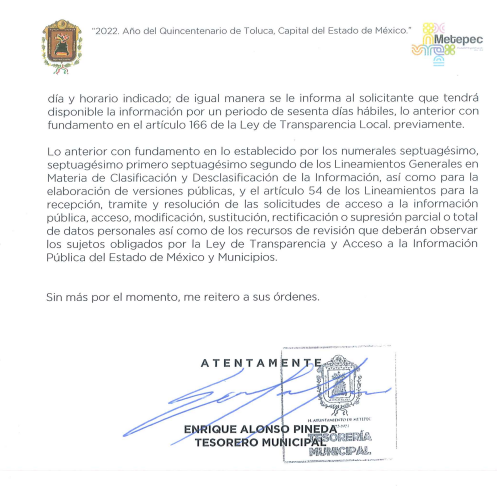 "2022. Año del Quincentenario de Toluca, Capital del Estado de México."
Metepec
día y horario indicado; de igual manera se le informa al solicitante que tendrá
disponible la información por un periodo de sesenta días hábiles, lo anterior con
fundamento en el artículo 166 de la Ley de Transparencia Local. previamente.
Lo anterior con fundamento en lo establecido por los numerales septuagésimo,
septuagésimo primero septuagésimo segundo de los Lineamientos Generales en
Materia de Clasificación y Desclasificación de la Información, así como para la
elaboración de versiones públicas, y el artículo 54 de los Lineamientos para la
recepción, tramite y resolución de las solicitudes de acceso a la información
pública, acceso, modificación, sustitución, rectificación o supresión parcial o total
de datos personales así como de los recursos de revisión que deberán observar
los sujetos obligados por la Ley de Transparencia y Acceso a la Información
Pública del Estado de México y Municipios.
Sin más por el momento, me reitero a sus órdenes.
ATENTAMENTE
H. AYUNTAMIENTO DE METEPEC
ENRIQUE ALONSO PINEDA
TESORERO MUNICIPAL
TESORERÍA
MUNICIPAL